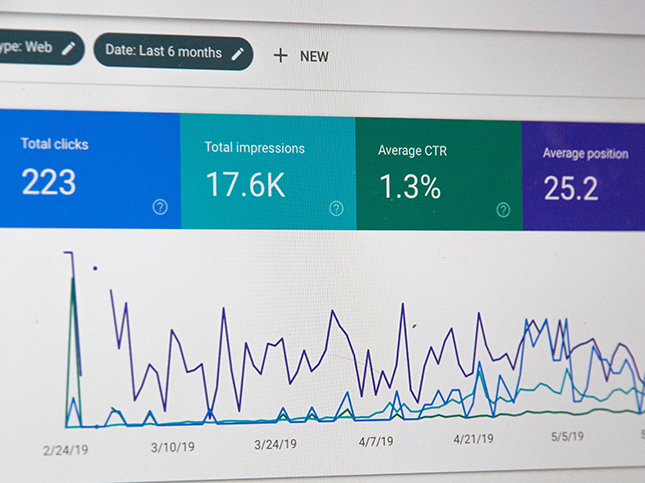 ype: Web
Date: Last 6 months
+ NEW
Total clicks
223
Total impressions
17.6K
Average CTR
1.3%
Average position
25.2
2/24/19
3/10/19
3/24/19
4/7/19
4/21/19
5/5/19
5